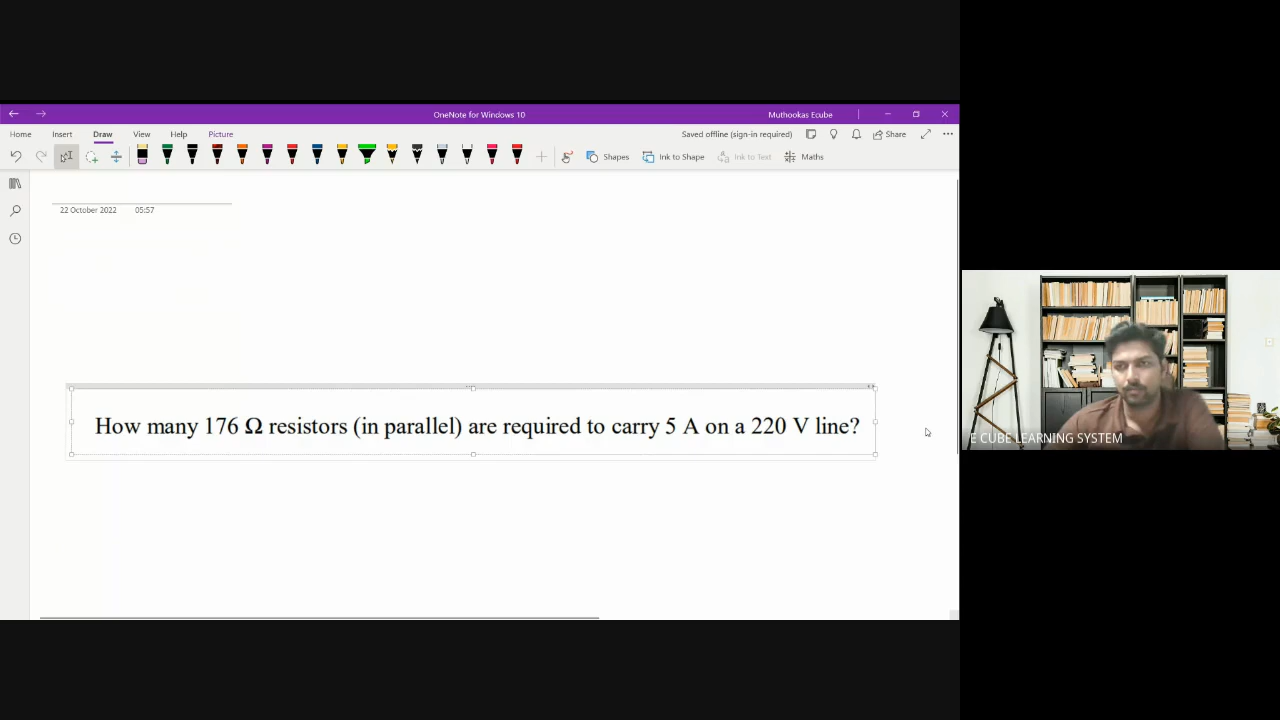 OneNote for Windows 10
Muthookas Ecube
Home Insert Draw View Help Picture
Saved offline (sign-in required)
Share
Shapes
Ink to Shape
Ink to Text
Maths
22 October 2022 05:57
How many 176 Ω resistors (in parallel) are required to carry 5 A on a 220 V line?
E CUBE LEARNING SYSTEM